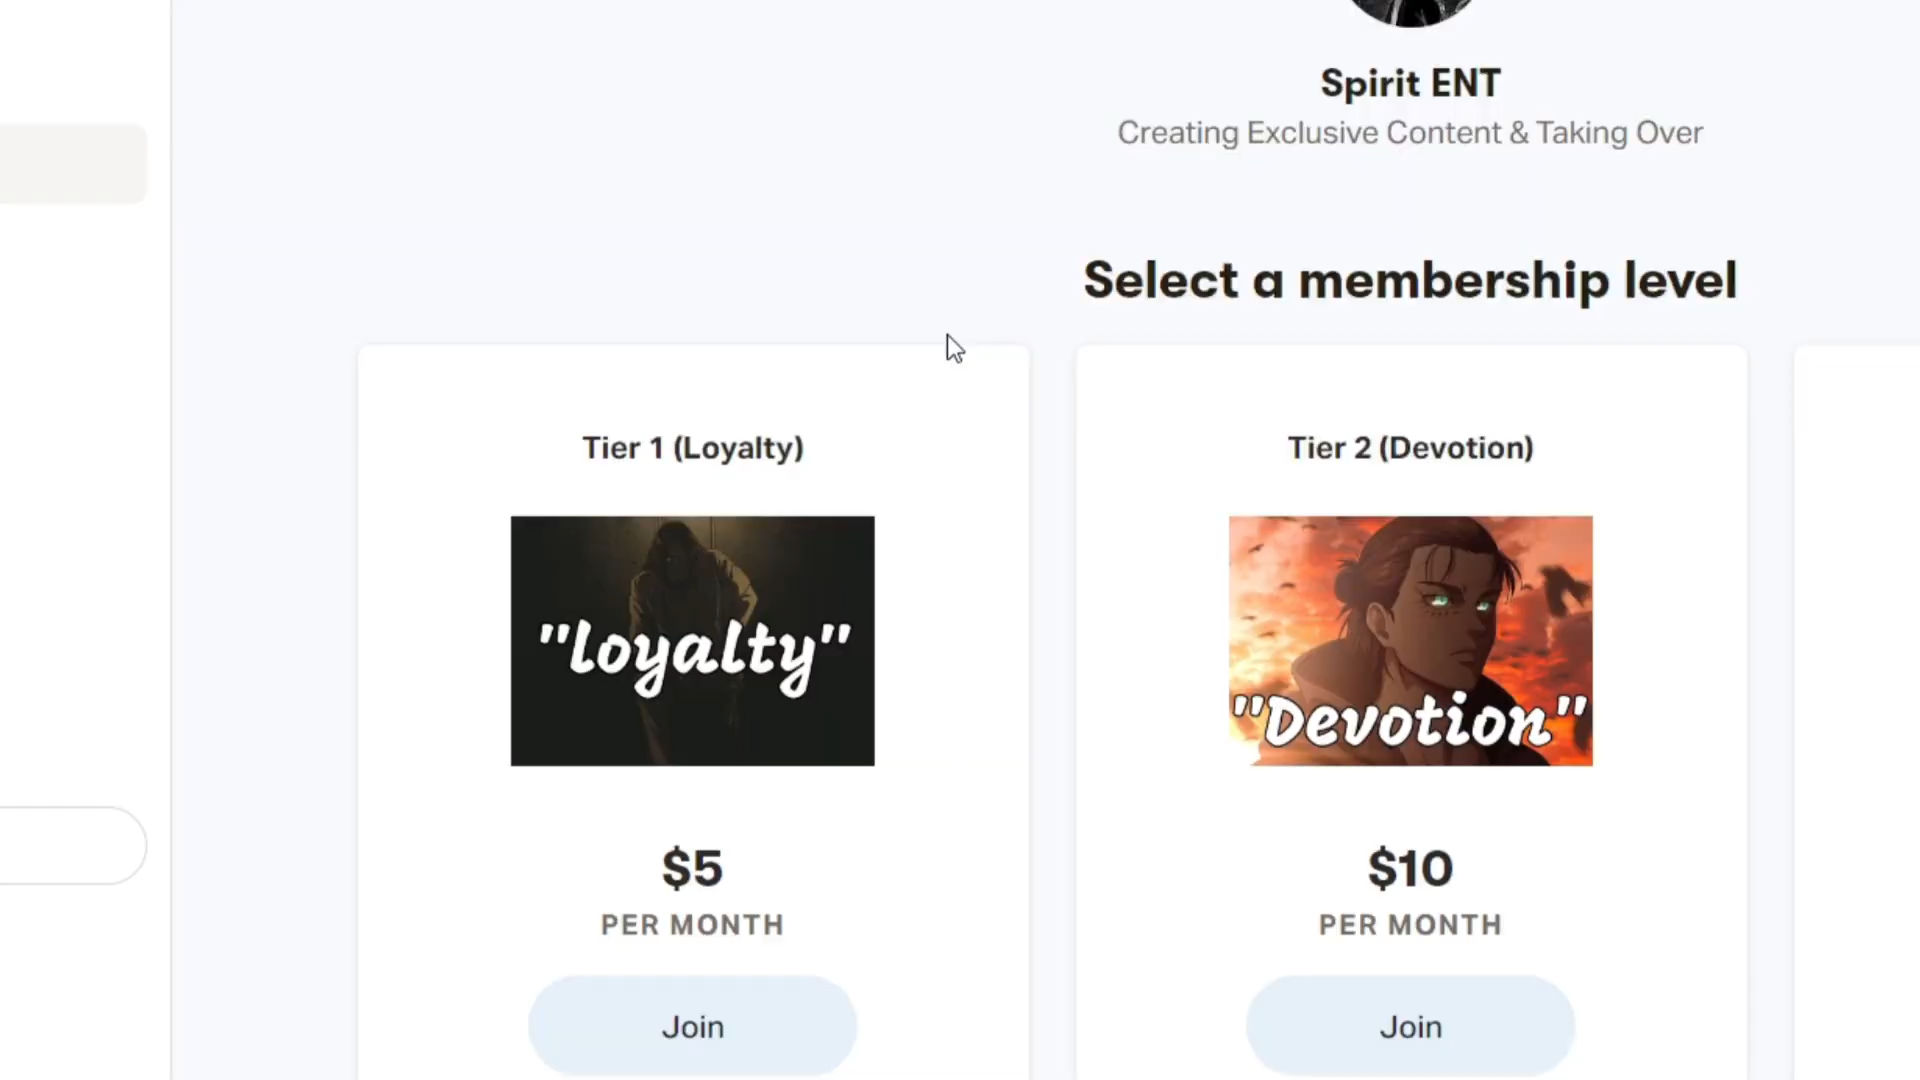 Spirit ENT
Creating Exclusive Content & Taking Over
Select a membership level
Tier 1 (Loyalty)
"loyalty"
$5
PER MONTH
Join
Tier 2 (Devotion)
"Devotion"
$10
PER MONTH
Join